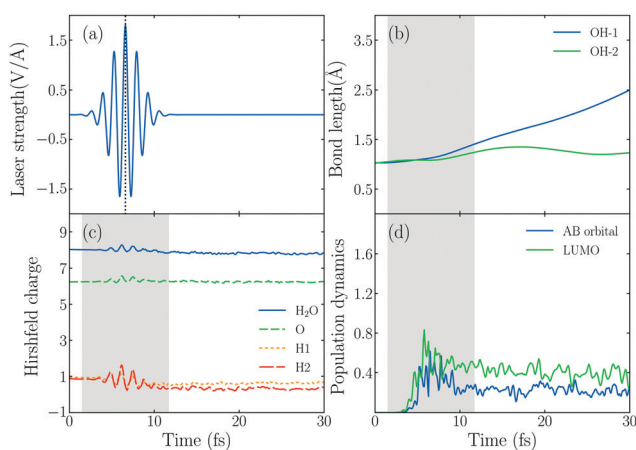 (a)
Laser strength(V/A)
1.5
0.5
−0.5
−1.5
(b)
OH-1
OH-2
Bond length(Å)
3.5
2.5
1.5
0.5
(c)
Hirshfeld charge
9
7
5
3
1
−1
H₂O
O
H1
H2
0 10 20 30
Time (fs)
(d)
AB orbital
LUMO
Population dynamics
1.6
1.2
0.8
0.4
0 10 20 30
Time (fs)